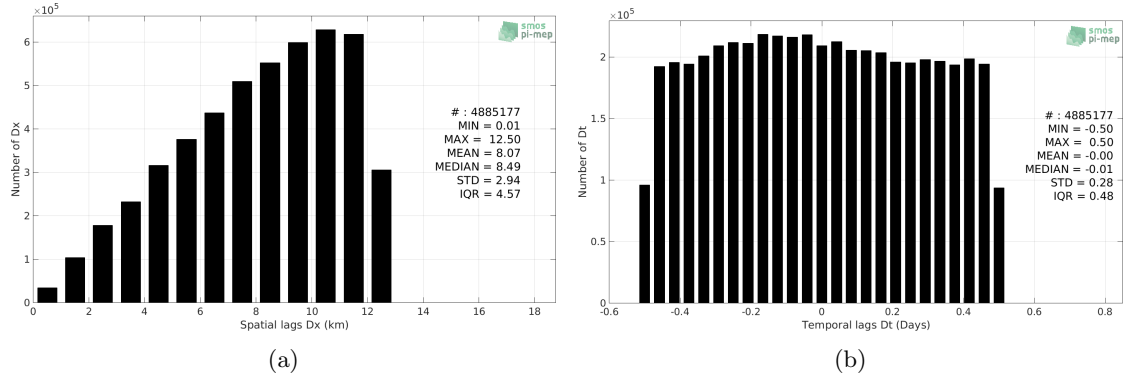 ×10⁵
6
5
4
3
2
1
0
Number of Dx
0 2 4 6 8 10 12 14 16 18
Spatial lags Dx (km)
smos
pi-mep
# : 4885177
MIN = 0.01
MAX = 12.50
MEAN = 8.07
MEDIAN = 8.49
STD = 2.94
IQR = 4.57
(a)
×10⁵
2
1.5
1
0.5
0
Number of Dt
-0.6 -0.4 -0.2 0 0.2 0.4 0.6 0.8
Temporal lags Dt (Days)
smos
pi-mep
# : 4885177
MIN = -0.50
MAX = 0.50
MEAN = -0.00
MEDIAN = -0.01
STD = 0.28
IQR = 0.48
(b)